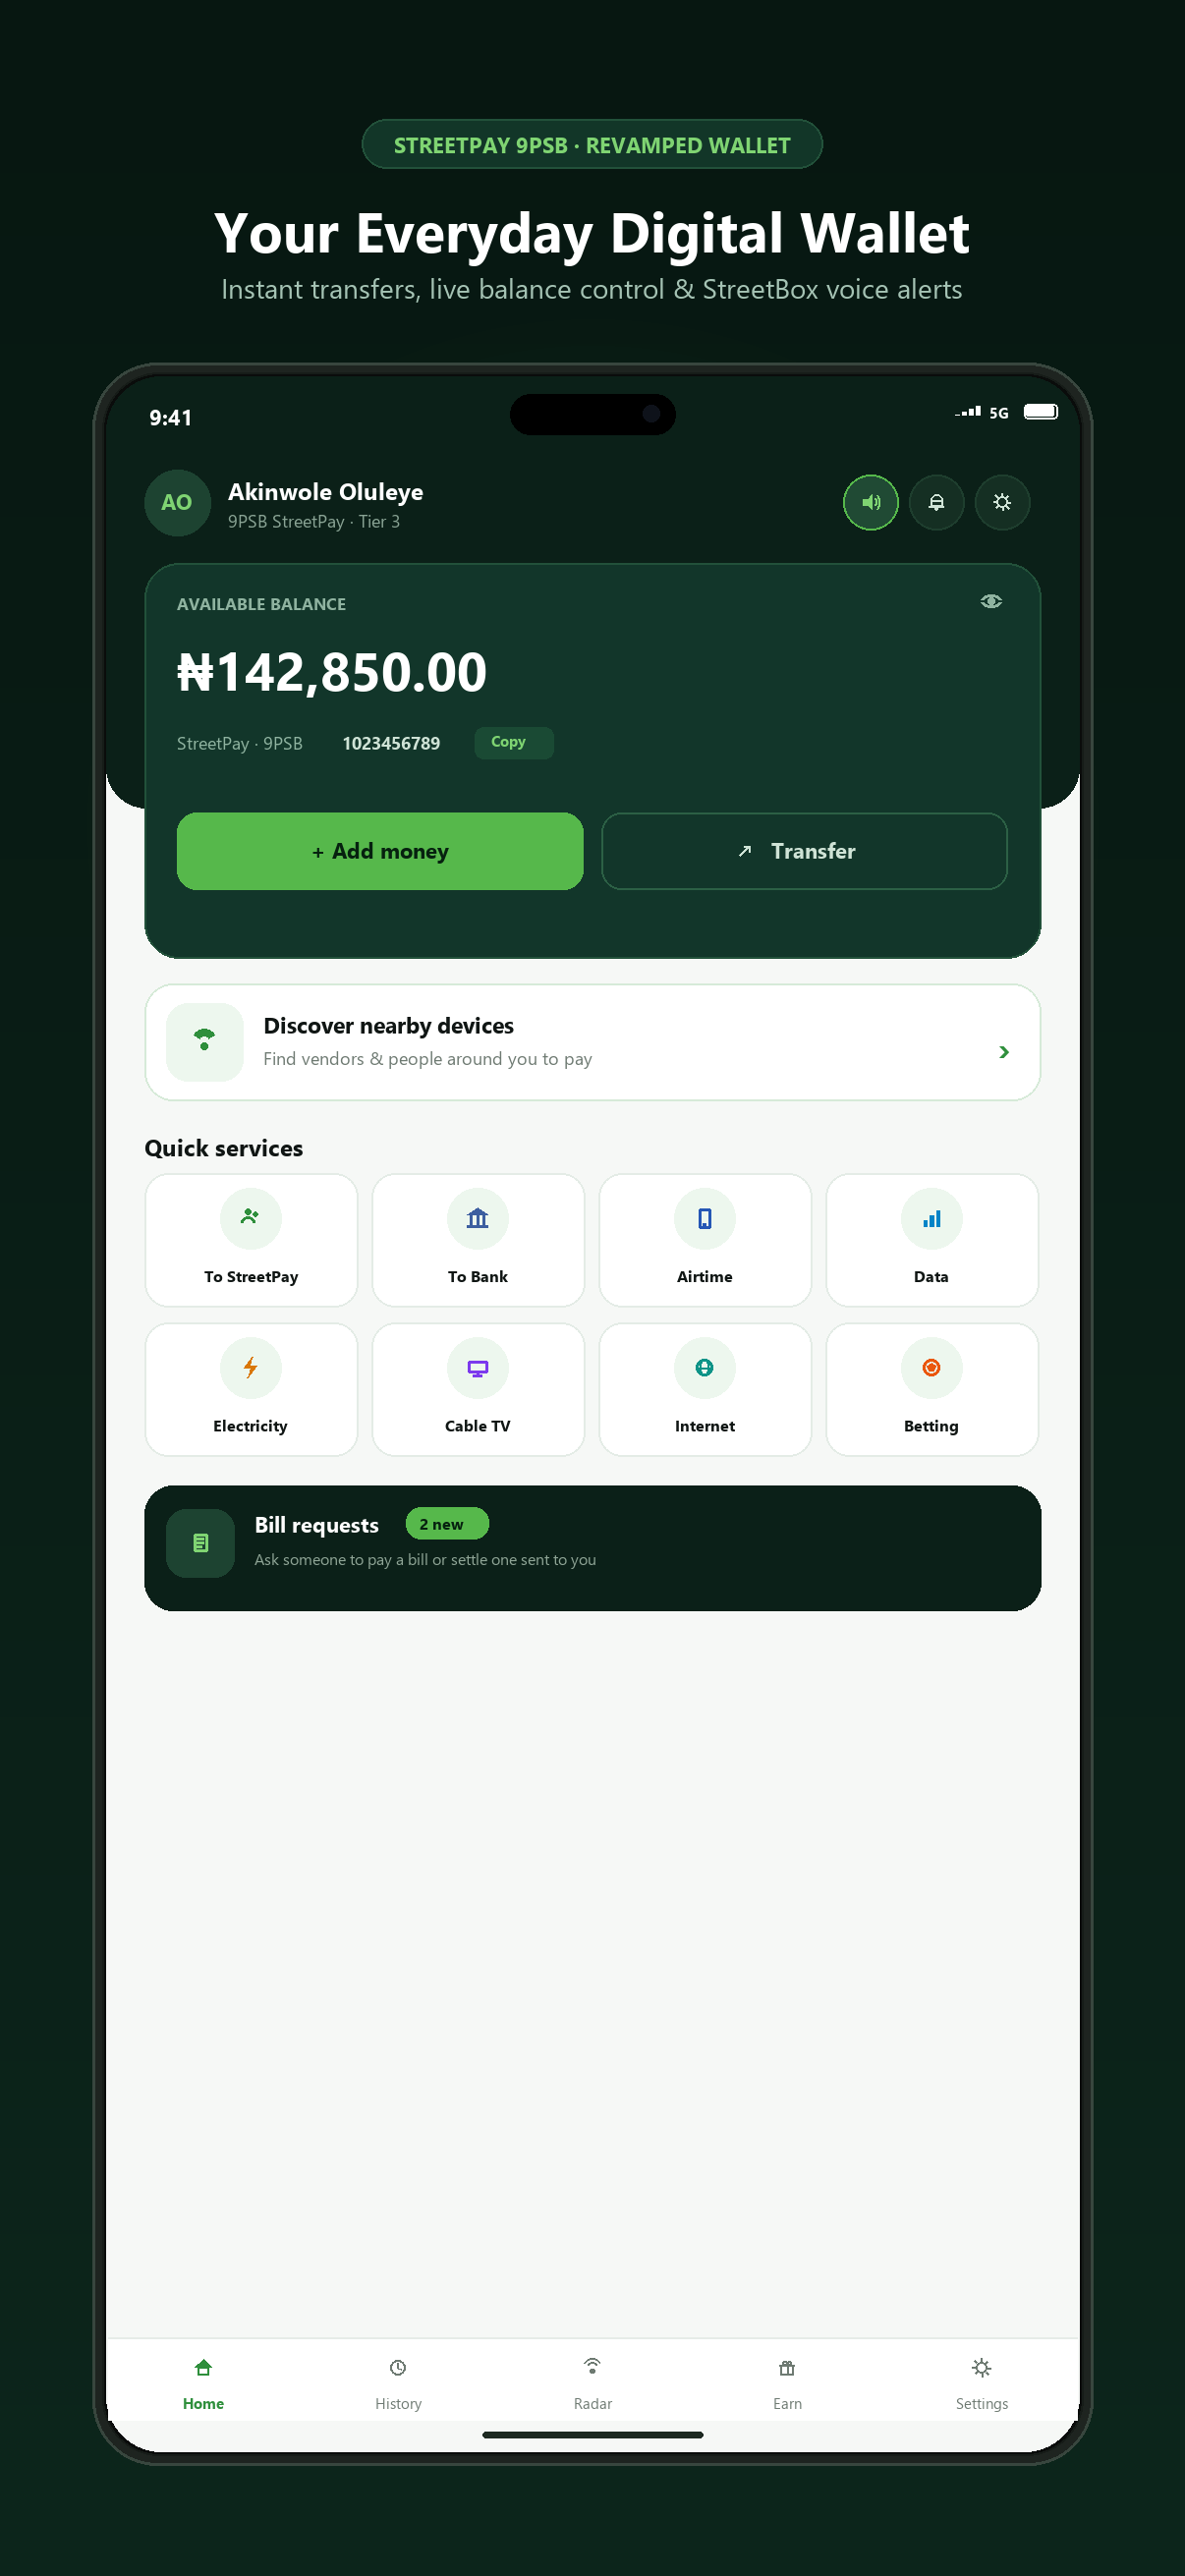 STREETPAY 9PSB · REVAMPED WALLET
Your Everyday Digital Wallet
Instant transfers, live balance control & StreetBox voice alerts
9:41
5G
AO
Akinwole Oluleye
9PSB StreetPay · Tier 3
AVAILABLE BALANCE
₦142,850.00
StreetPay · 9PSB 1023456789 Copy
+ Add money
↗ Transfer
Discover nearby devices
Find vendors & people around you to pay
›
Quick services
To StreetPay
To Bank
Airtime
Data
Electricity
Cable TV
Internet
Betting
Bill requests 2 new
Ask someone to pay a bill or settle one sent to you
Home
History
Radar
Earn
Settings